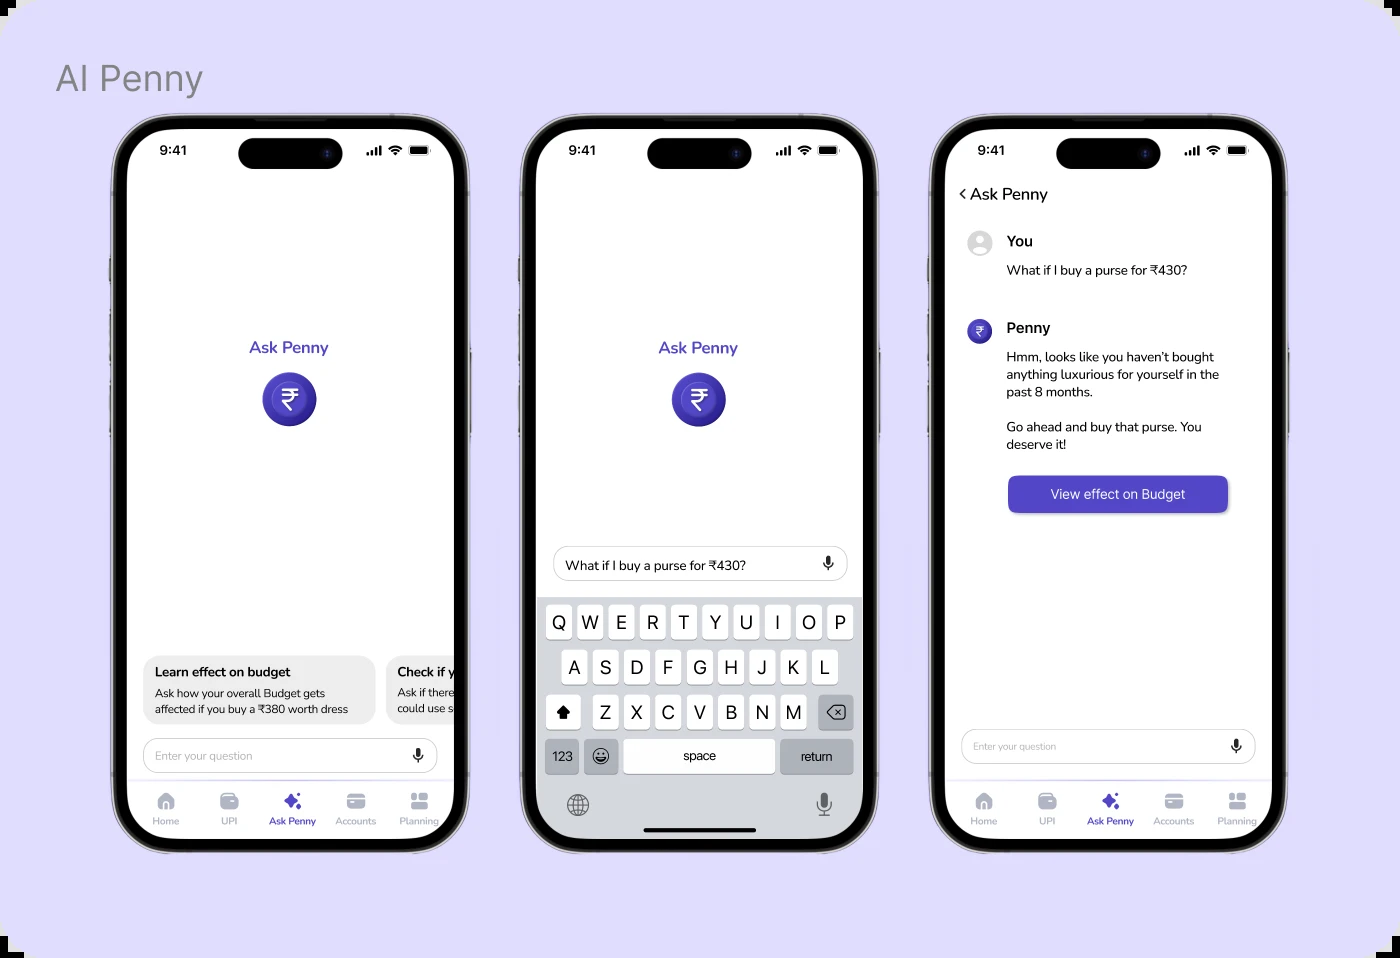 AI Penny
9:41
Ask Penny
₹
Learn effect on budget
Ask how your overall Budget gets
affected if you buy a ₹380 worth dress
Check if y
Ask if there
could use s
Enter your question
Home
UPI
Ask Penny
Accounts
Planning
9:41
Ask Penny
₹
What if I buy a purse for ₹430?
Q W E R T Y U I O P
A S D F G H J K L
Z X C V B N M
123 space return
9:41
Ask Penny
You
What if I buy a purse for ₹430?
₹
Penny
Hmm, looks like you haven't bought
anything luxurious for yourself in the
past 8 months.
Go ahead and buy that purse. You
deserve it!
View effect on Budget
Enter your question
Home
UPI
Ask Penny
Accounts
Planning